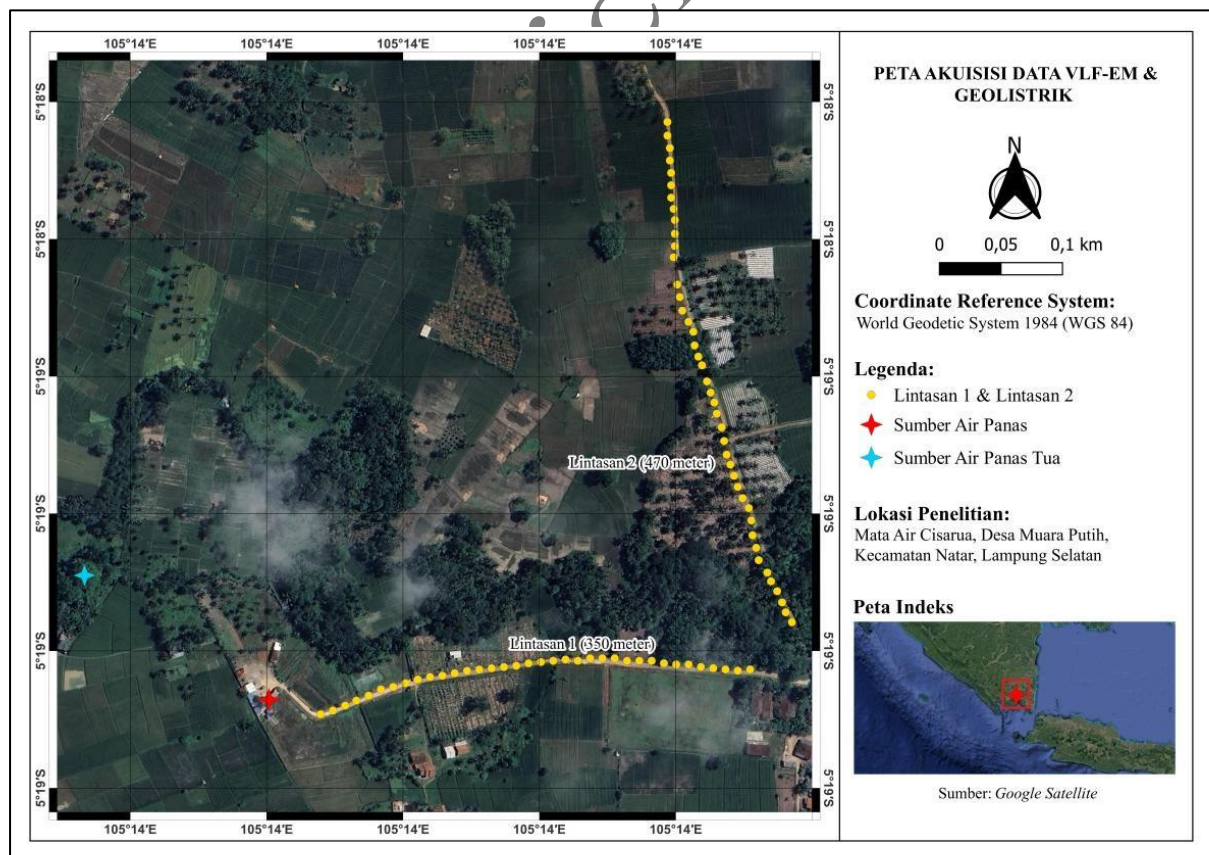 105°14'E 105°14'E 105°14'E 105°14'E 105°14'E
5°18'S
5°18'S
5°19'S
5°19'S
5°19'S
5°19'S
Lintasan 2 (470 meter)
Lintasan 1 (350 meter)
5°18'S
5°18'S
5°19'S
5°19'S
5°19'S
5°19'S
105°14'E 105°14'E 105°14'E 105°14'E 105°14'E
PETA AKUISISI DATA VLF-EM &
GEOLISTRIK
N
0 0,05 0,1 km
Coordinate Reference System:
World Geodetic System 1984 (WGS 84)
Legenda:
Lintasan 1 & Lintasan 2
Sumber Air Panas
Sumber Air Panas Tua
Lokasi Penelitian:
Mata Air Cisarua, Desa Muara Putih,
Kecamatan Natar, Lampung Selatan
Peta Indeks
Sumber: Google Satellite